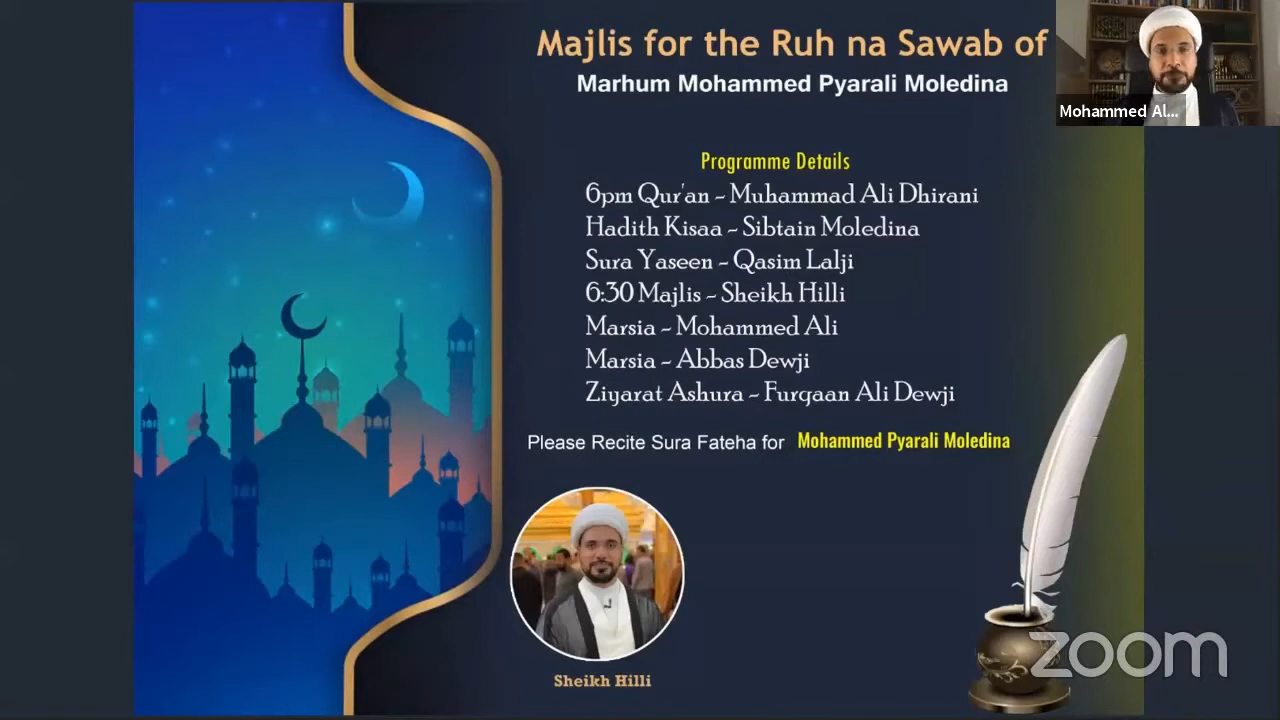 Majlis for the Ruh na Sawab of
Marhum Mohammed Pyarali Moledina
Mohammed Al...
Programme Details
6pm Qur'an - Muhammad Ali Dhirani
Hadith Kisaa - Sibtain Moledina
Sura Yaseen - Qasim Lalji
6:30 Majlis - Sheikh Hilli
Marsia - Mohammed Ali
Marsia - Abbas Dewji
Ziyarat Ashura - Furqaan Ali Dewji
Please Recite Sura Fateha for Mohammed Pyarali Moledina
Sheikh Hilli
zoom